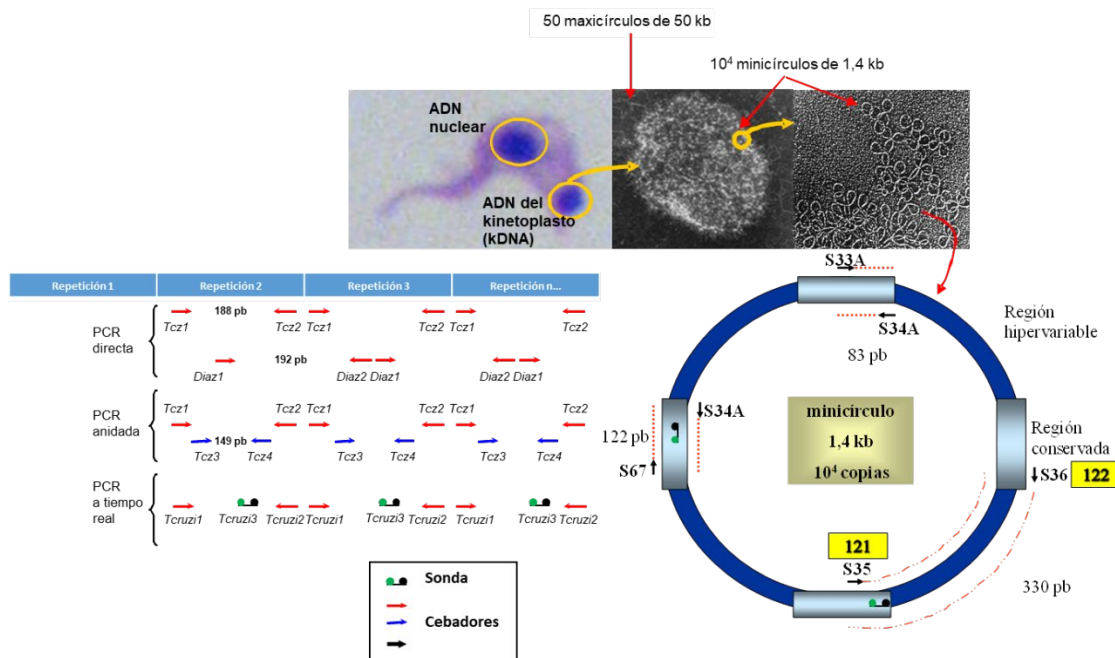 50 maxicírculos de 50 kb
10⁴ minicírculos de 1,4 kb
ADN
nuclear
ADN del
kinetoplasto
(kDNA)
Repetición 1 Repetición 2 Repetición 3 Repetición n...
PCR
directa
188 pb
Tcz1 Tcz2 Tcz1 Tcz2 Tcz1 Tcz2
192 pb
Diaz1 Diaz2 Diaz1 Diaz2 Diaz1
PCR
anidada
Tcz1 Tcz2 Tcz1 Tcz2 Tcz1 Tcz2
149 pb
Tcz3 Tcz4 Tcz3 Tcz4 Tcz3 Tcz4
PCR
a tiempo
real
Tcruzi1 Tcruzi3 Tcruzi2 Tcruzi1 Tcruzi3 Tcruzi2 Tcruzi1 Tcruzi3 Tcruzi2
Sonda
Cebadores
S33A
S34A
83 pb
Región
hipervariable
S34A
122 pb
S67
minicírculo
1,4 kb
10⁴ copias
Región
conservada
S36 122
121
S35
330 pb